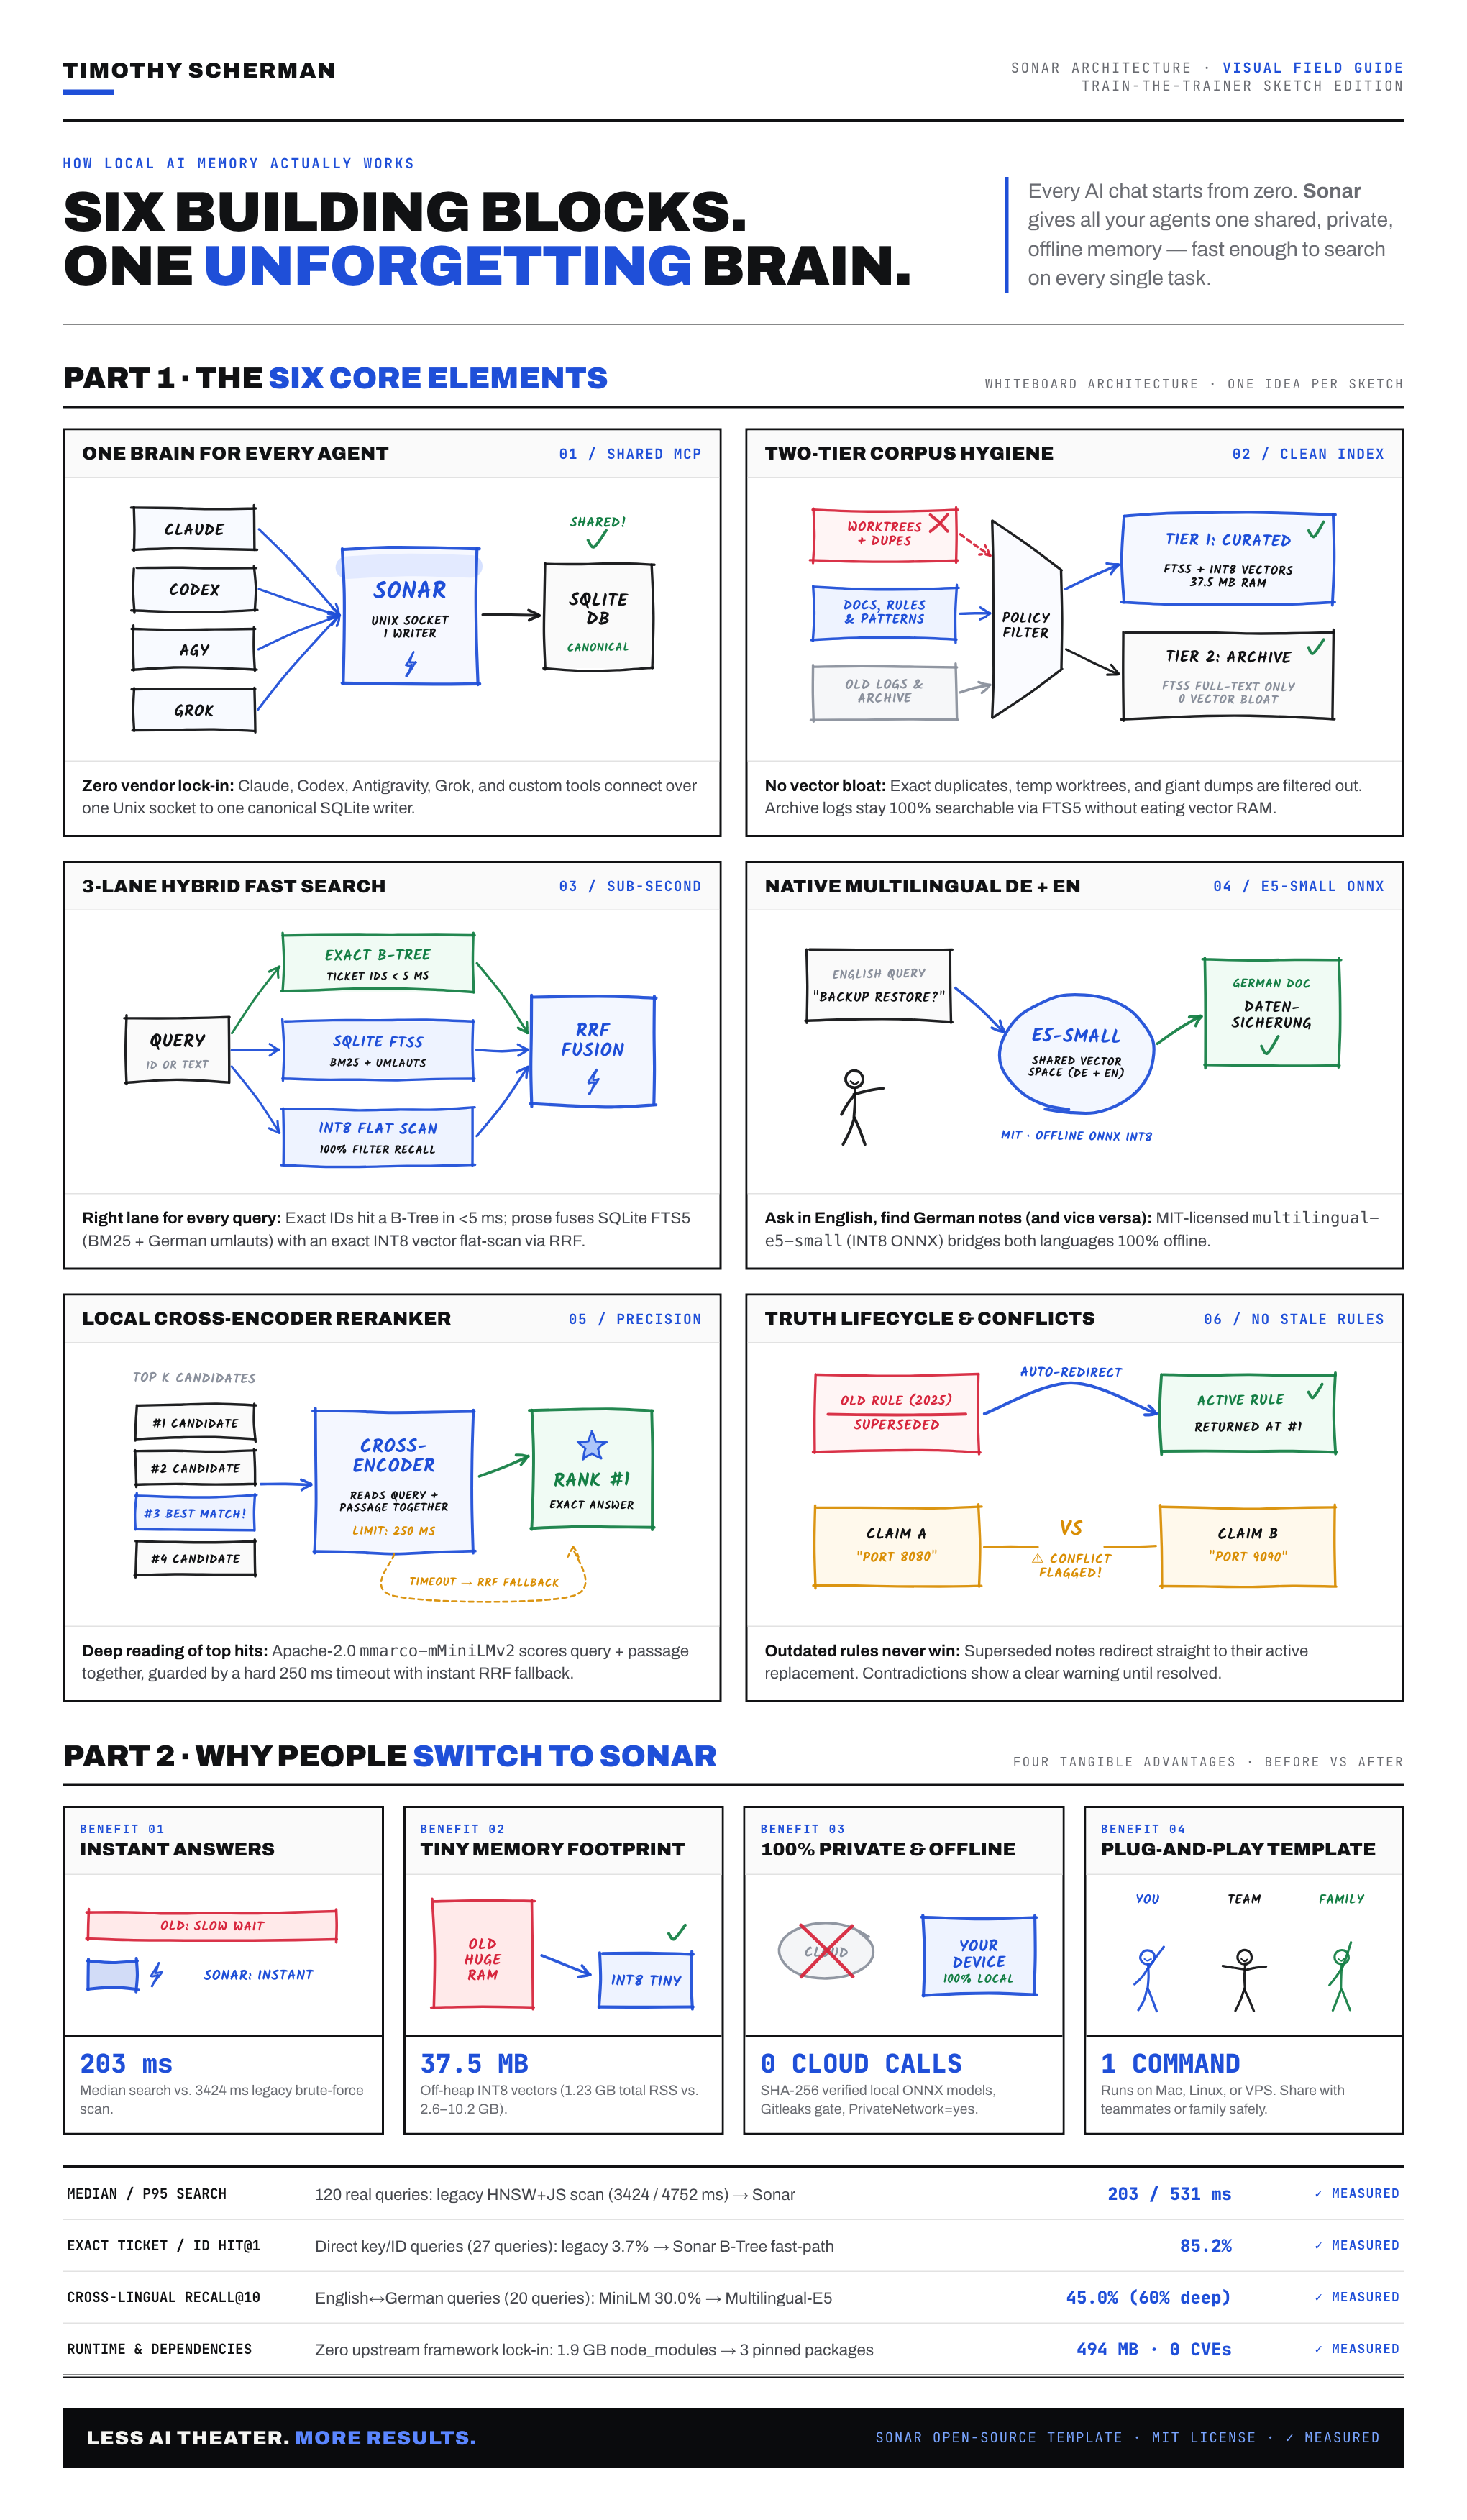 TIMOTHY SCHERMAN
SONAR ARCHITECTURE · VISUAL FIELD GUIDE
TRAIN-THE-TRAINER SKETCH EDITION
HOW LOCAL AI MEMORY ACTUALLY WORKS
SIX BUILDING BLOCKS.
ONE UNFORGETTING BRAIN.
Every AI chat starts from zero. Sonar
gives all your agents one shared, private,
offline memory — fast enough to search
on every single task.
PART 1 · THE SIX CORE ELEMENTS
WHITEBOARD ARCHITECTURE · ONE IDEA PER SKETCH
ONE BRAIN FOR EVERY AGENT
01 / SHARED MCP
CLAUDE
CODEX
AGY
GROK
SONAR
UNIX SOCKET
1 WRITER
SHARED!
SQLITE
DB
CANONICAL
Zero vendor lock-in: Claude, Codex, Antigravity, Grok, and custom tools connect over
one Unix socket to one canonical SQLite writer.
TWO-TIER CORPUS HYGIENE
02 / CLEAN INDEX
WORKTREES
+ DUPES
DOCS, RULES
& PATTERNS
OLD LOGS &
ARCHIVE
POLICY
FILTER
TIER 1: CURATED
FTS5 + INT8 VECTORS
37.5 MB RAM
TIER 2: ARCHIVE
FTS5 FULL-TEXT ONLY
0 VECTOR BLOAT
No vector bloat: Exact duplicates, temp worktrees, and giant dumps are filtered out.
Archive logs stay 100% searchable via FTS5 without eating vector RAM.
3-LANE HYBRID FAST SEARCH
03 / SUB-SECOND
QUERY
ID OR TEXT
EXACT B-TREE
TICKET IDS < 5 MS
SQLITE FTS5
BM25 + UMLAUTS
INT8 FLAT SCAN
100% FILTER RECALL
RRF
FUSION
Right lane for every query: Exact IDs hit a B-Tree in <5 ms; prose fuses SQLite FTS5
(BM25 + German umlauts) with an exact INT8 vector flat-scan via RRF.
NATIVE MULTILINGUAL DE + EN
04 / E5-SMALL ONNX
ENGLISH QUERY
"BACKUP RESTORE?"
E5-SMALL
SHARED VECTOR
SPACE (DE + EN)
MIT · OFFLINE ONNX INT8
GERMAN DOC
DATEN-
SICHERUNG
Ask in English, find German notes (and vice versa): MIT-licensed multilingual-
e5-small (INT8 ONNX) bridges both languages 100% offline.
LOCAL CROSS-ENCODER RERANKER
05 / PRECISION
TOP K CANDIDATES
#1 CANDIDATE
#2 CANDIDATE
#3 BEST MATCH!
#4 CANDIDATE
CROSS-
ENCODER
READS QUERY +
PASSAGE TOGETHER
LIMIT: 250 MS
RANK #1
EXACT ANSWER
TIMEOUT → RRF FALLBACK
Deep reading of top hits: Apache-2.0 mmarco-mMiniLMv2 scores query + passage
together, guarded by a hard 250 ms timeout with instant RRF fallback.
TRUTH LIFECYCLE & CONFLICTS
06 / NO STALE RULES
OLD RULE (2025)
SUPERSEDED
AUTO-REDIRECT
ACTIVE RULE
RETURNED AT #1
CLAIM A
"PORT 8080"
VS
⚠ CONFLICT
FLAGGED!
CLAIM B
"PORT 9090"
Outdated rules never win: Superseded notes redirect straight to their active
replacement. Contradictions show a clear warning until resolved.
PART 2 · WHY PEOPLE SWITCH TO SONAR
FOUR TANGIBLE ADVANTAGES · BEFORE VS AFTER
BENEFIT 01
INSTANT ANSWERS
OLD: SLOW WAIT
SONAR: INSTANT
203 ms
Median search vs. 3424 ms legacy brute-force
scan.
BENEFIT 02
TINY MEMORY FOOTPRINT
OLD
HUGE
RAM
INT8 TINY
37.5 MB
Off-heap INT8 vectors (1.23 GB total RSS vs.
2.6–10.2 GB).
BENEFIT 03
100% PRIVATE & OFFLINE
CLOUD
YOUR
DEVICE
100% LOCAL
0 CLOUD CALLS
SHA-256 verified local ONNX models,
Gitleaks gate, PrivateNetwork=yes.
BENEFIT 04
PLUG-AND-PLAY TEMPLATE
YOU
TEAM
FAMILY
1 COMMAND
Runs on Mac, Linux, or VPS. Share with
teammates or family safely.
MEDIAN / P95 SEARCH
120 real queries: legacy HNSW+JS scan (3424 / 4752 ms) → Sonar
203 / 531 ms
✓ MEASURED
EXACT TICKET / ID HIT@1
Direct key/ID queries (27 queries): legacy 3.7% → Sonar B-Tree fast-path
85.2%
✓ MEASURED
CROSS-LINGUAL RECALL@10
English↔German queries (20 queries): MiniLM 30.0% → Multilingual-E5
45.0% (60% deep)
✓ MEASURED
RUNTIME & DEPENDENCIES
Zero upstream framework lock-in: 1.9 GB node_modules → 3 pinned packages
494 MB · 0 CVEs
✓ MEASURED
LESS AI THEATER. MORE RESULTS.
SONAR OPEN-SOURCE TEMPLATE · MIT LICENSE · ✓ MEASURED